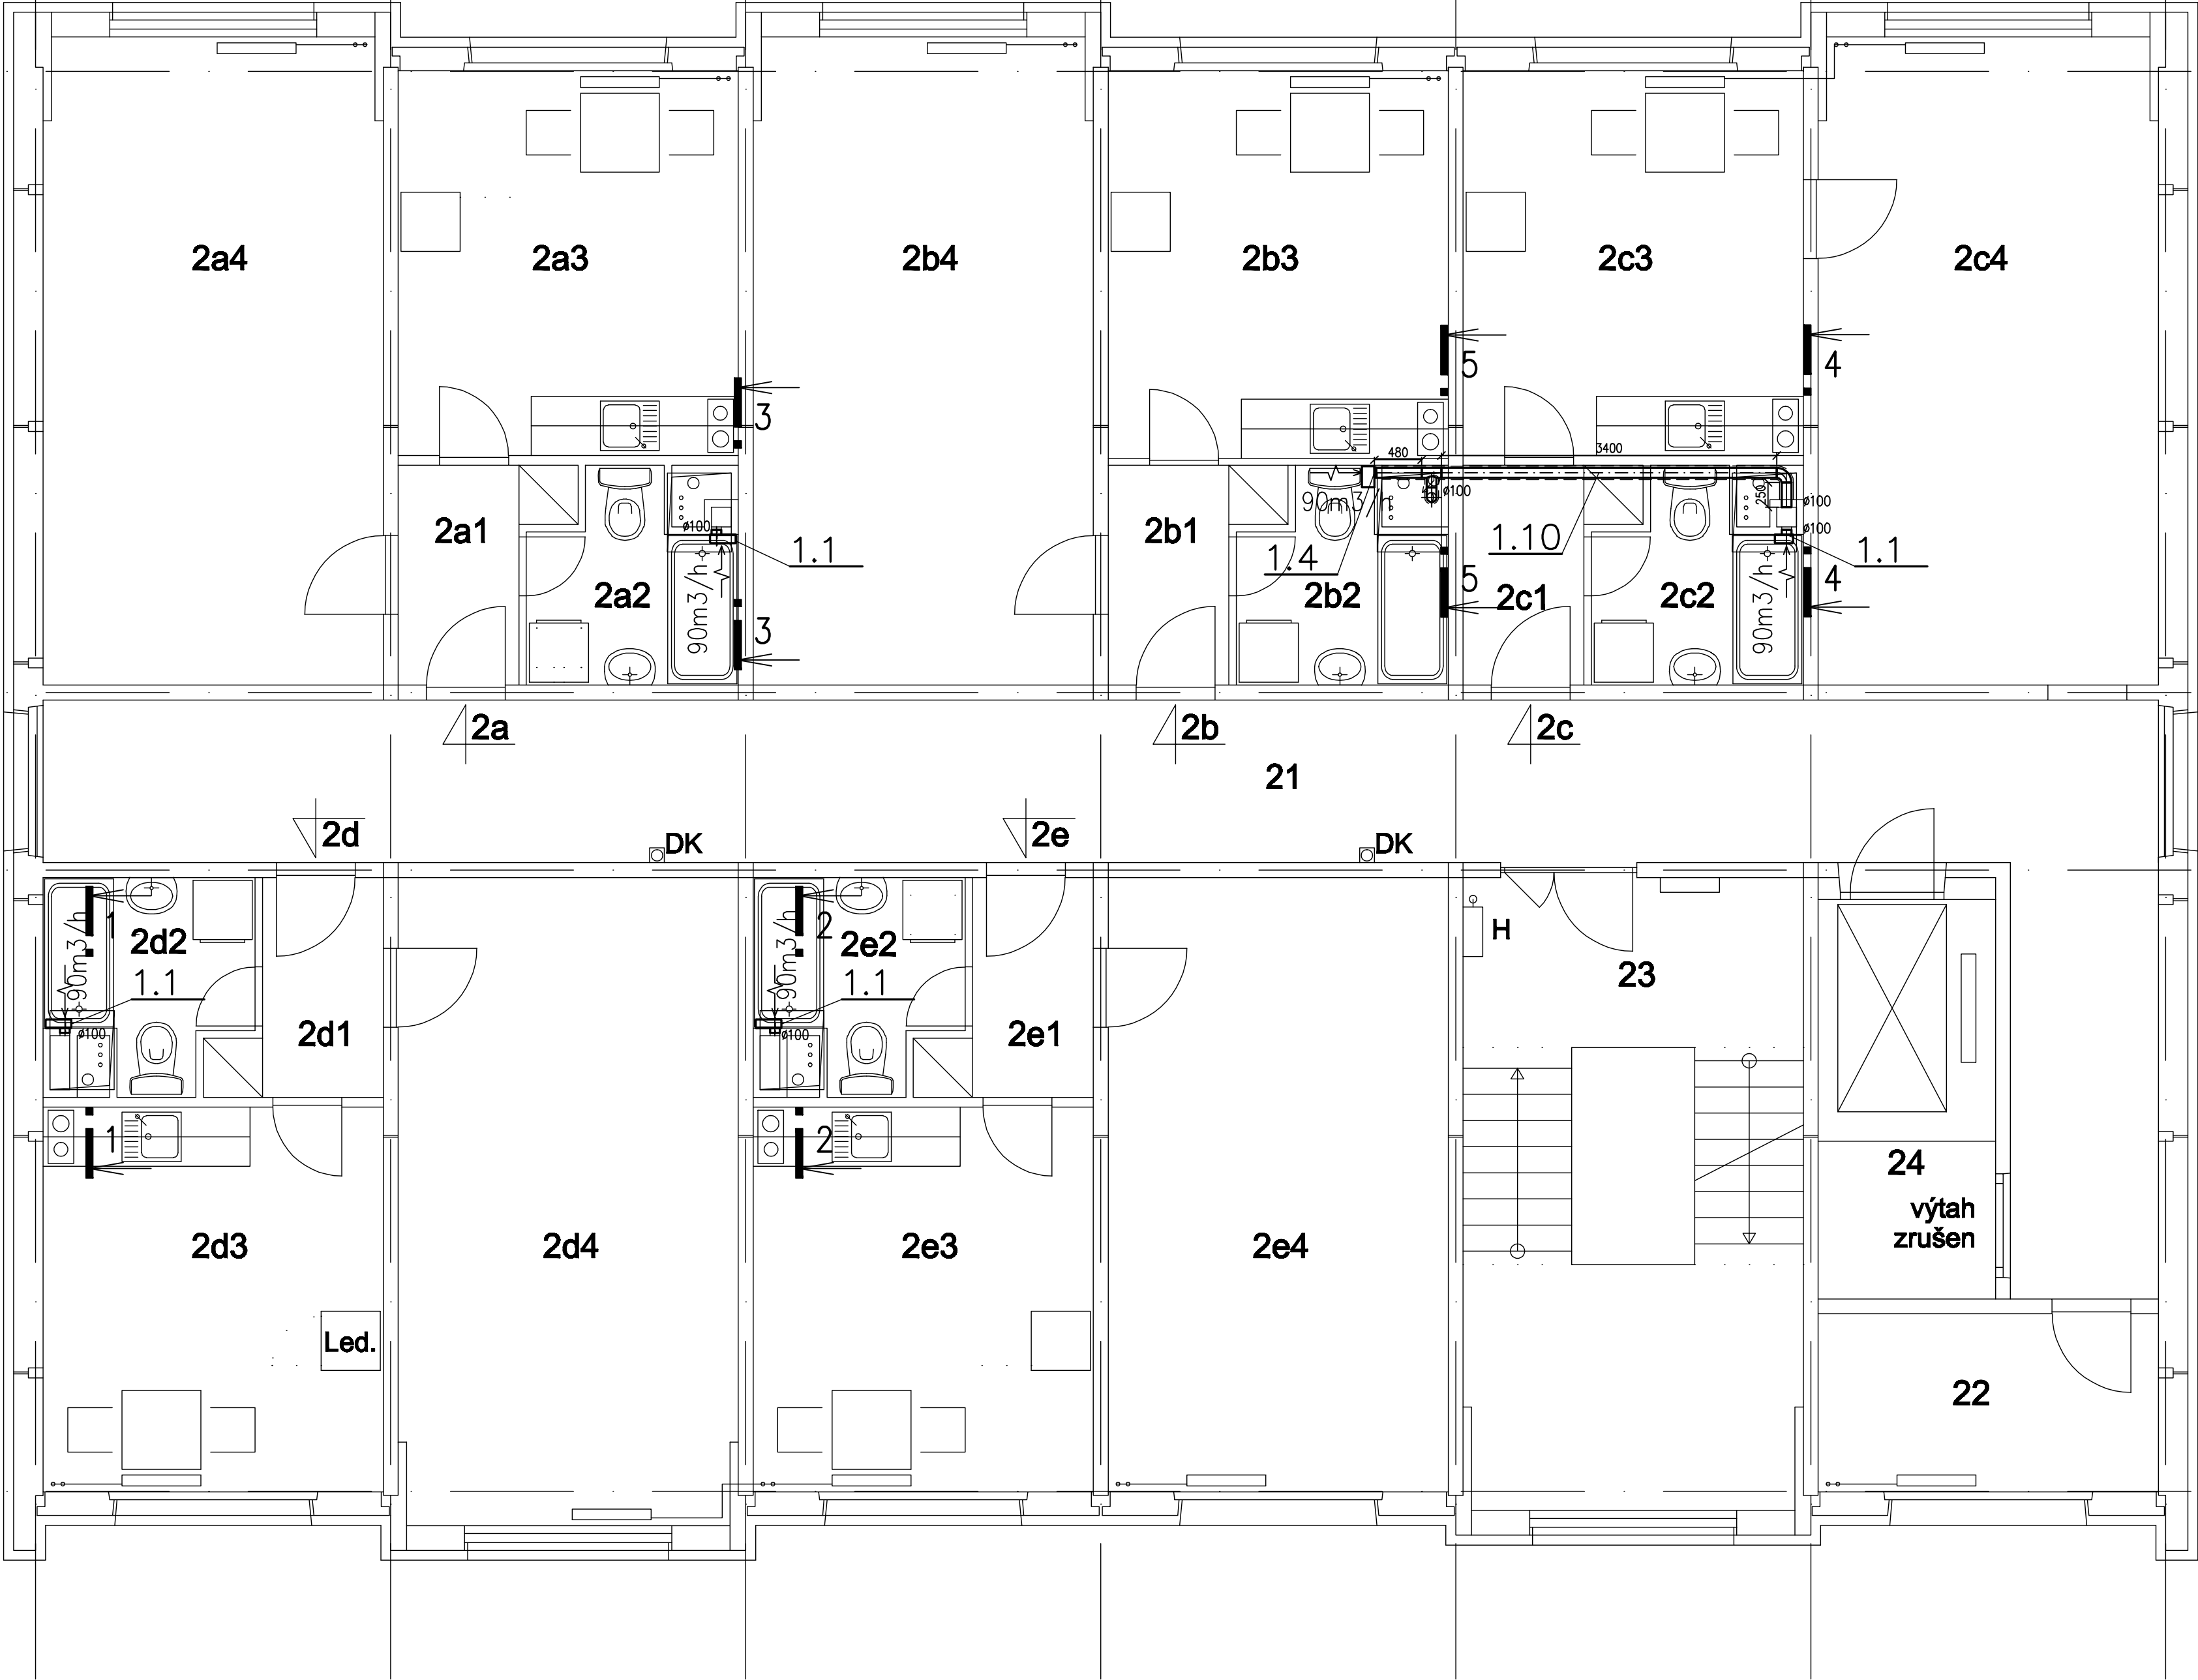 2a4
2a3
2b4
2b3
2c3
2c4
5
4
3
480
3400
90m3/h
ø100
250
ø100
ø100
ø100
2a1
1.1
2b1
1.4
1.10
1.1
2a2
90m3/h
3
2b2
5
2c1
2c2
90m3/h
4
2a
2b
2c
21
2d
DK
2e
DK
90m3/h
1
2d2
1.1
ø100
2d1
90m3/h
2
2e2
1.1
ø100
2e1
H
23
1
2
24
výtah
zrušen
2d3
2d4
2e3
2e4
Led.
22